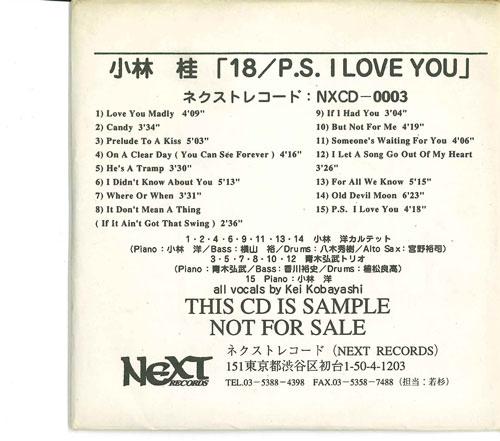 小林 桂「18/P.S. I LOVE YOU」
ネクストレコード：NXCD-0003
1) Love You Madly 4'09"
2) Candy 3'34"
3) Prelude To A Kiss 5'03"
4) On A Clear Day ( You Can See Forever ) 4'16"
5) He's A Tramp 3'30"
6) I Didn't Know About You 5'13"
7) Where Or When 3'31"
8) It Don't Mean A Thing
( If It Ain't Got That Swing ) 2'36"
9) If I Had You 3'04"
10) But Not For Me 4'19"
11) Someone's Waiting For You 4'06"
12) I Let A Song Go Out Of My Heart
3'26"
13) For All We Know 5'15"
14) Old Devil Moon 6'23"
15) P.S. I Love You 4'18"
1・2・4・6・9・11・13・14 小林 洋カルテット
(Piano：小林 洋/Bass：横山 裕/Drums：八木秀樹/Alto Sax：宮野裕司)
3・5・7・8・10・12 青木弘武トリオ
(Piano：青木弘武/Bass：香川裕史/Drums：植松良高)
15 Piano：小林 洋
all vocals by Kei Kobayashi
THIS CD IS SAMPLE
NOT FOR SALE
NeXT
RECORDS
ネクストレコード（NEXT RECORDS）
151東京都渋谷区初台1-50-4-1203
TEL.03-5388-4398 FAX.03-5358-7488（担当：若杉）